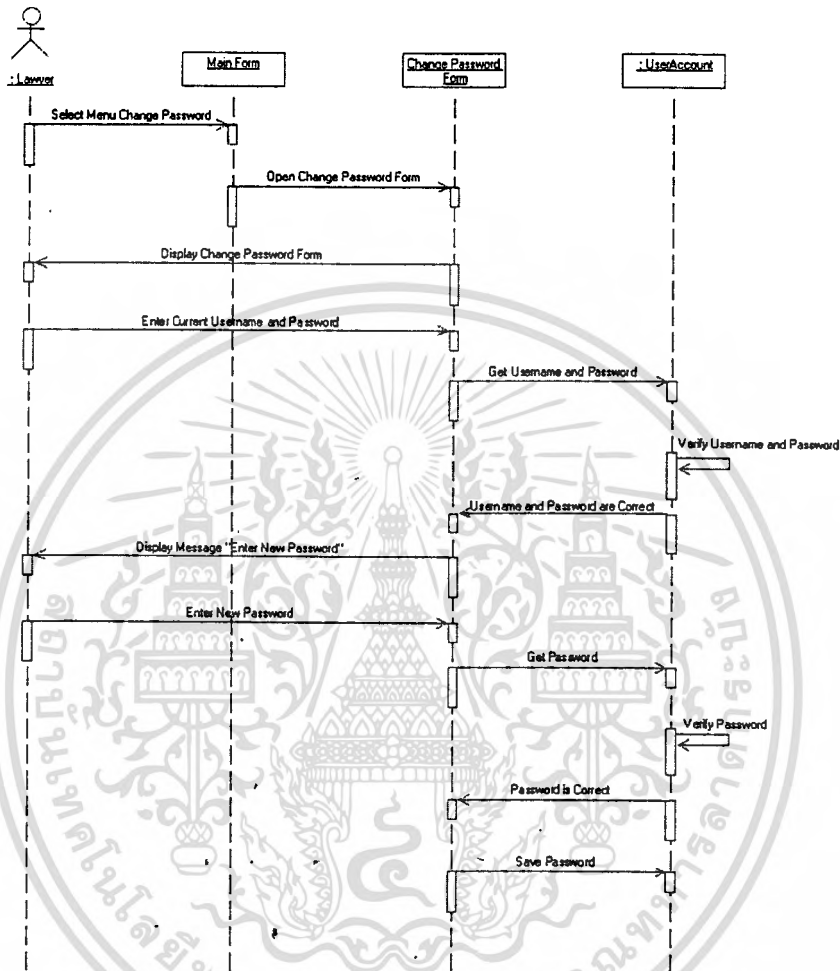 : Lawyer
Main Form
Change Password
Form
: UserAccount
Select Menu Change Password
Open Change Password Form
Display Change Password Form
Enter Current Username and Password
Get Username and Password
Verify Username and Password
Username and Password are Correct
Display Message "Enter New Password"
Enter New Password
Get Password
Verify Password
Password is Correct
Save Password